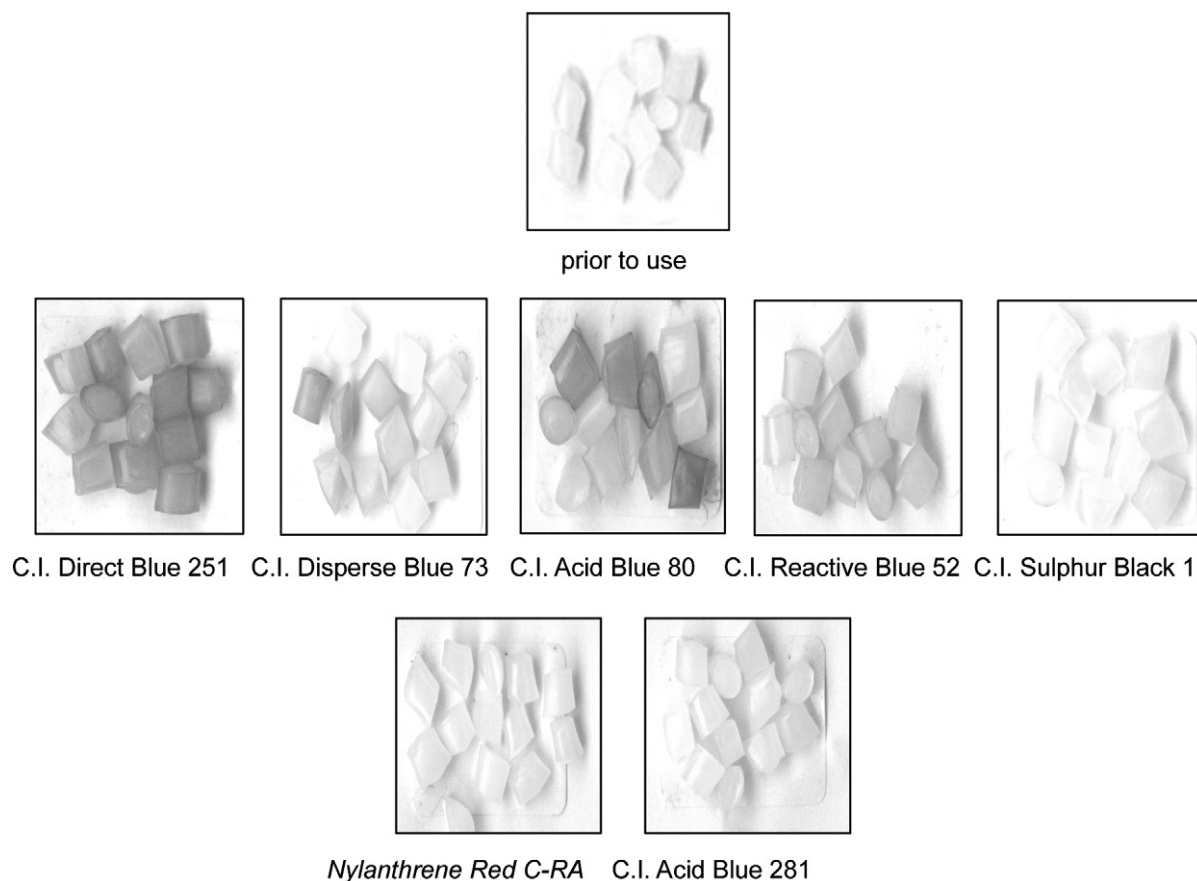 prior to use
C.I. Direct Blue 251 C.I. Disperse Blue 73 C.I. Acid Blue 80 C.I. Reactive Blue 52 C.I. Sulphur Black 1
Nylanthrene Red C-RA C.I. Acid Blue 281